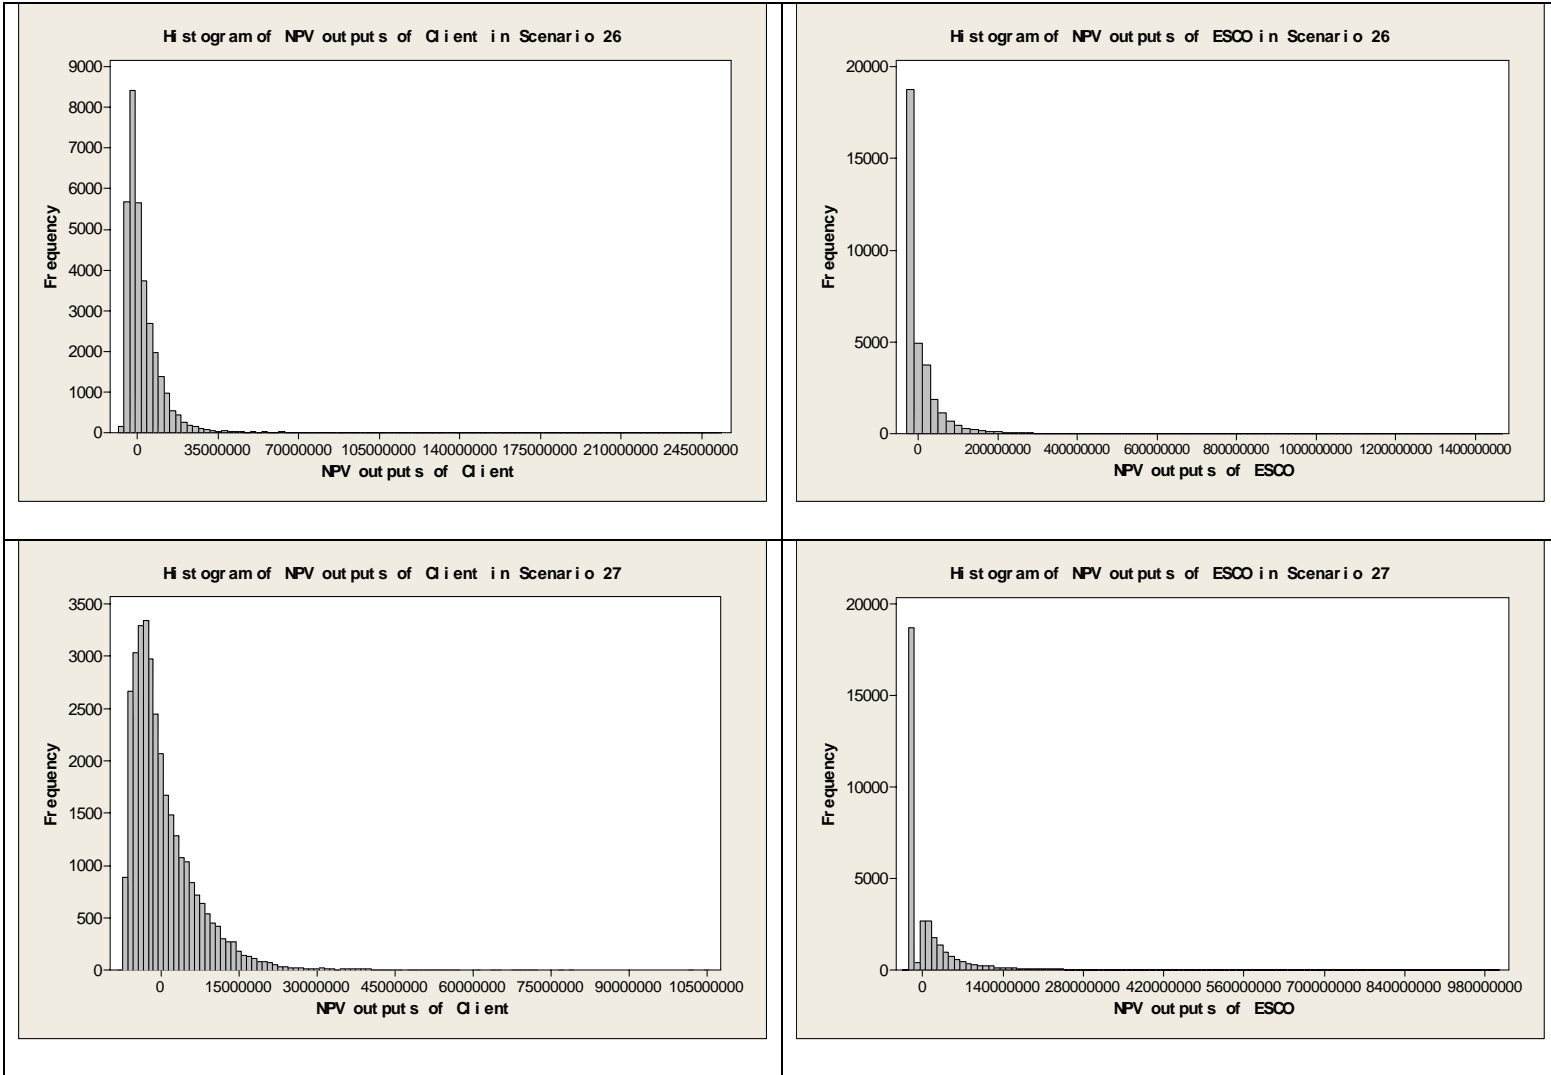 Histogram of NPV outputs of Client in Scenario 26
9000
8000
7000
6000
5000
4000
3000
2000
1000
0
Frequency
0 35000000 70000000 105000000 140000000 175000000 210000000 245000000
NPV outputs of Client
Histogram of NPV outputs of ESCO in Scenario 26
20000
15000
10000
5000
0
Frequency
0 200000000 400000000 600000000 800000000 1000000000 1200000000 1400000000
NPV outputs of ESCO
Histogram of NPV outputs of Client in Scenario 27
3500
3000
2500
2000
1500
1000
500
0
Frequency
0 15000000 30000000 45000000 60000000 75000000 90000000 105000000
NPV outputs of Client
Histogram of NPV outputs of ESCO in Scenario 27
20000
15000
10000
5000
0
Frequency
0 140000000 280000000 420000000 560000000 700000000 840000000 980000000
NPV outputs of ESCO